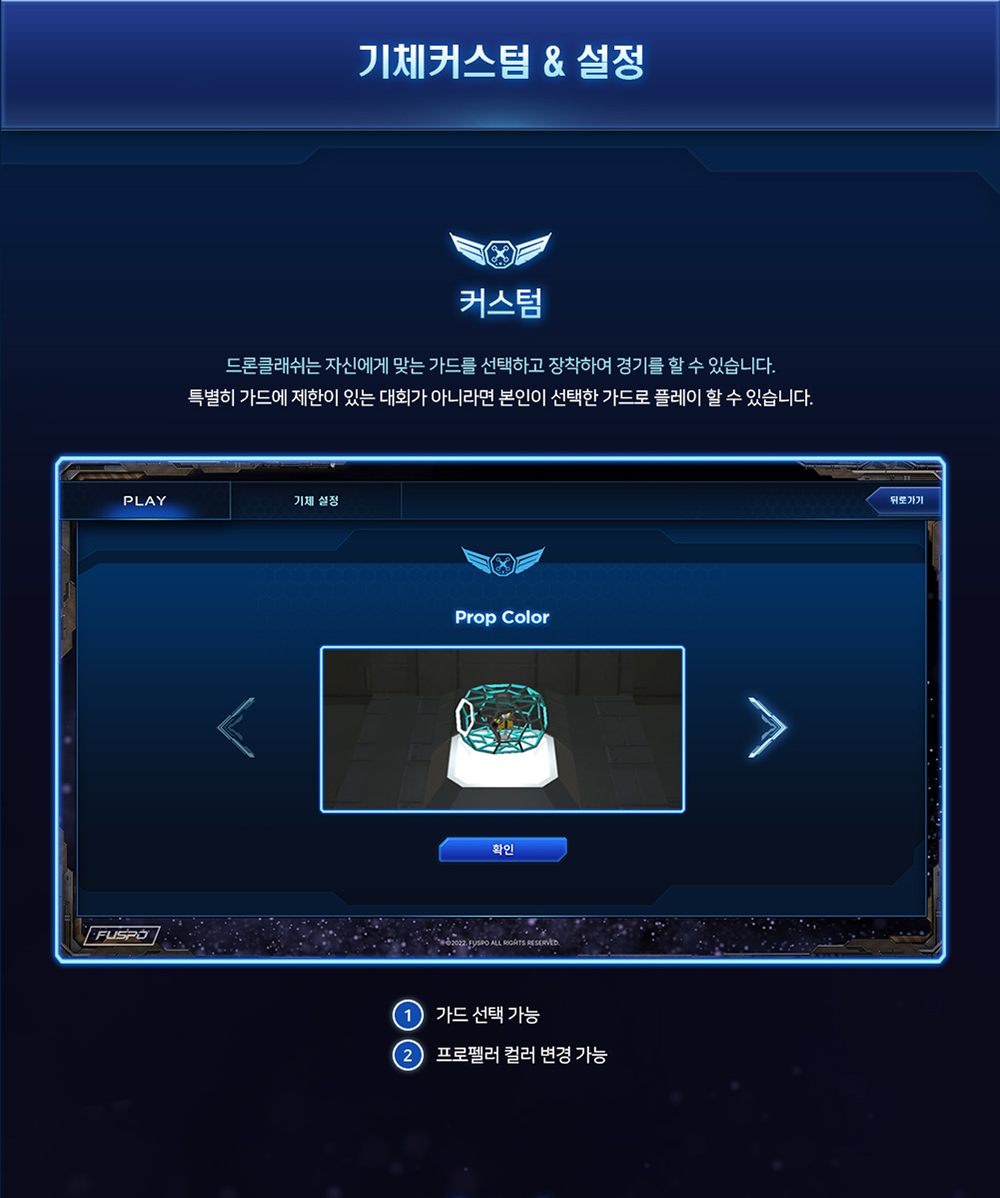 기체커스텀 & 설정
커스텀
드론클래쉬는 자신에게 맞는 가드를 선택하고 장착하여 경기를 할 수 있습니다.
특별히 가드에 제한이 있는 대회가 아니라면 본인이 선택한 가드로 플레이 할 수 있습니다.
PLAY
기체 설정
뒤로가기
Prop Color
확인
FUSPO
©2022. FUSPO ALL RIGHTS RESERVED.
1 가드 선택 가능
2 프로펠러 컬러 변경 가능